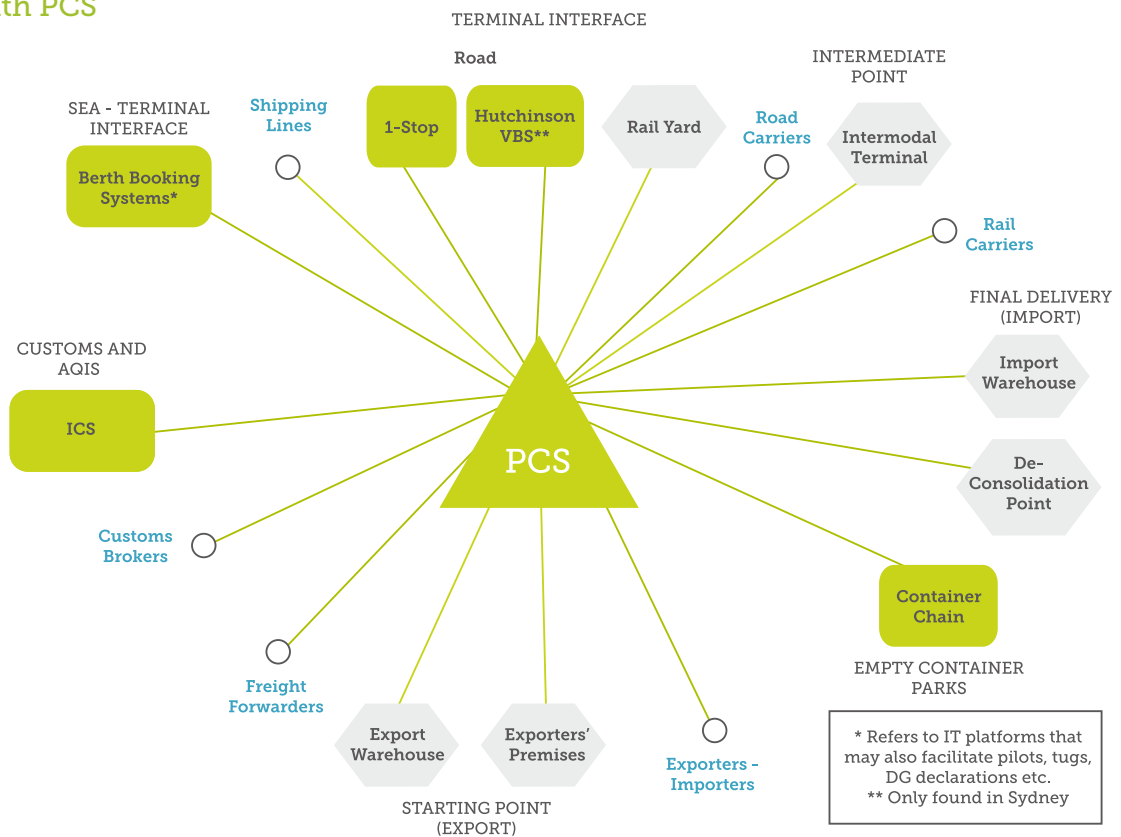 with PCS
TERMINAL INTERFACE
Road
INTERMEDIATE
POINT
SEA - TERMINAL
INTERFACE
Shipping
Lines
1-Stop
Hutchinson
VBS**
Rail Yard
Road
Carriers
Intermodal
Terminal
Berth Booking
Systems*
Rail
Carriers
FINAL DELIVERY
(IMPORT)
CUSTOMS AND
AQIS
Import
Warehouse
ICS
PCS
De-
Consolidation
Point
Customs
Brokers
Container
Chain
EMPTY CONTAINER
PARKS
Freight
Forwarders
Export
Warehouse
Exporters’
Premises
Exporters -
Importers
STARTING POINT
(EXPORT)
* Refers to IT platforms that
may also facilitate pilots, tugs,
DG declarations etc.
** Only found in Sydney